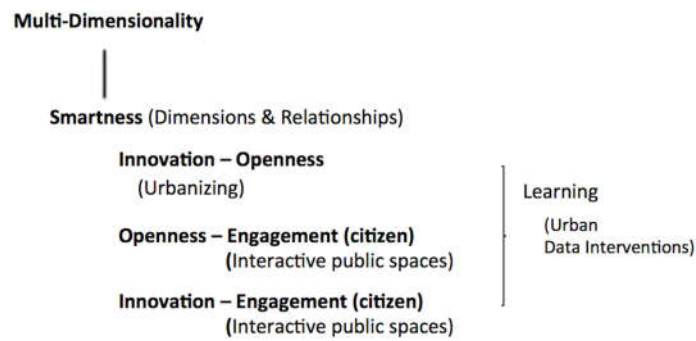 Multi-Dimensionality
Smartness (Dimensions & Relationships)
Innovation – Openness
(Urbanizing)
Openness – Engagement (citizen)
(Interactive public spaces)
Innovation – Engagement (citizen)
(Interactive public spaces)
Learning
(Urban
Data Interventions)